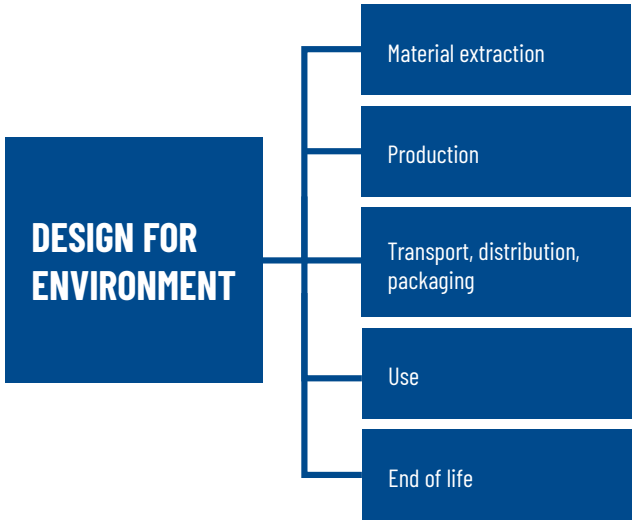 DESIGN FOR
ENVIRONMENT
Material extraction
Production
Transport, distribution,
packaging
Use
End of life